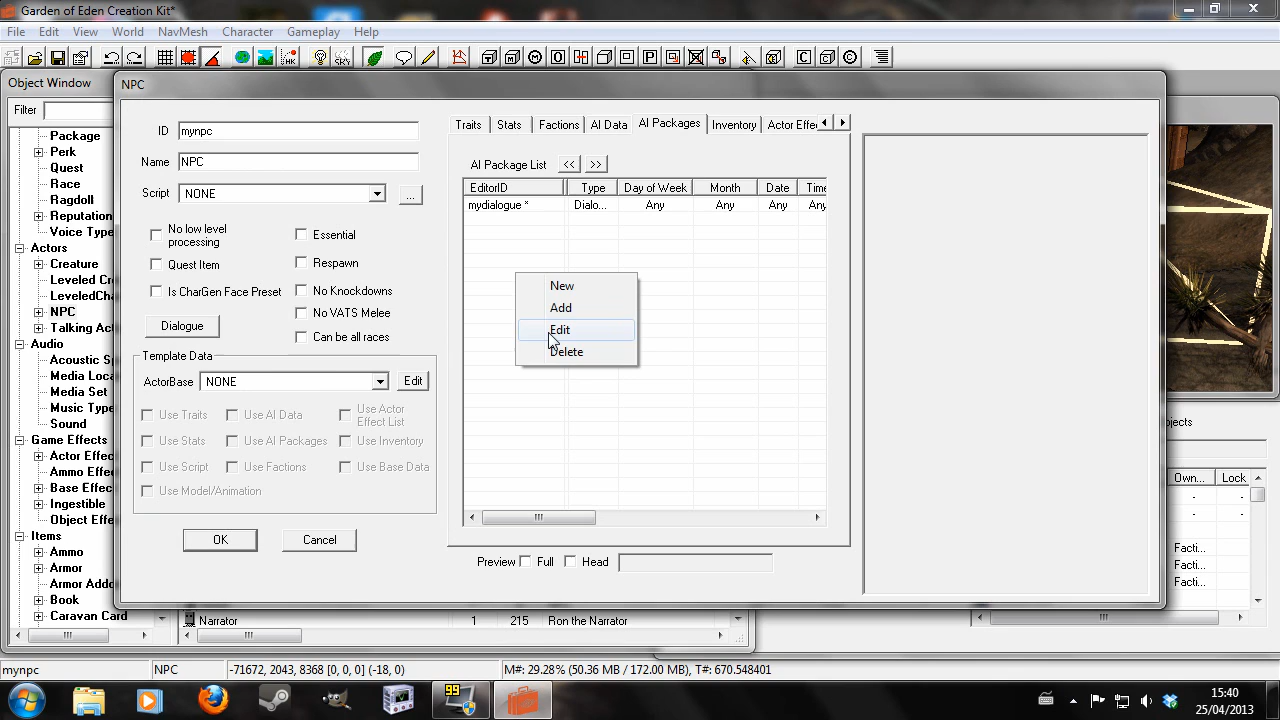 Garden of Eden Creation Kit*
File Edit View World NavMesh Character Gameplay Help
Object Window
Filter
Package
Perk
Quest
Race
Ragdoll
Reputation
Voice Type
Actors
Creature
Leveled Cr
LeveledCha
NPC
Talking Act
Audio
Acoustic S
Media Loca
Media Set
Music Type
Sound
Game Effects
Actor Effec
Ammo Effe
Base Effect
Ingestible
Object Effe
Items
Ammo
Armor
Armor Addo
Book
Caravan Card
NPC
ID mynpc
Name NPC
Script NONE ...
No low level processing
Quest Item
Is CharGen Face Preset
Essential
Respawn
No Knockdowns
No VATS Melee
Can be all races
Dialogue
Template Data
ActorBase NONE Edit
Use Traits Use AI Data Use Actor Effect List
Use Stats Use AI Packages Use Inventory
Use Script Use Factions Use Base Data
Use Model/Animation
OK Cancel
Traits Stats Factions AI Data AI Packages Inventory Actor Effe
AI Package List << >>
EditorID Type Day of Week Month Date Time
mydialogue * Dialo... Any Any Any Any
New
Add
Edit
Delete
Preview Full Head
bjects
Own... Lock
- -
- -
Facti... -
Facti... -
Facti... -
Narrator 1 215 Ron the Narrator
mynpc NPC -71672, 2043, 8368 [0, 0, 0] (-18, 0) M#: 29.28% (50.36 MB / 172.00 MB), T#: 670.548401
99
15:40
25/04/2013